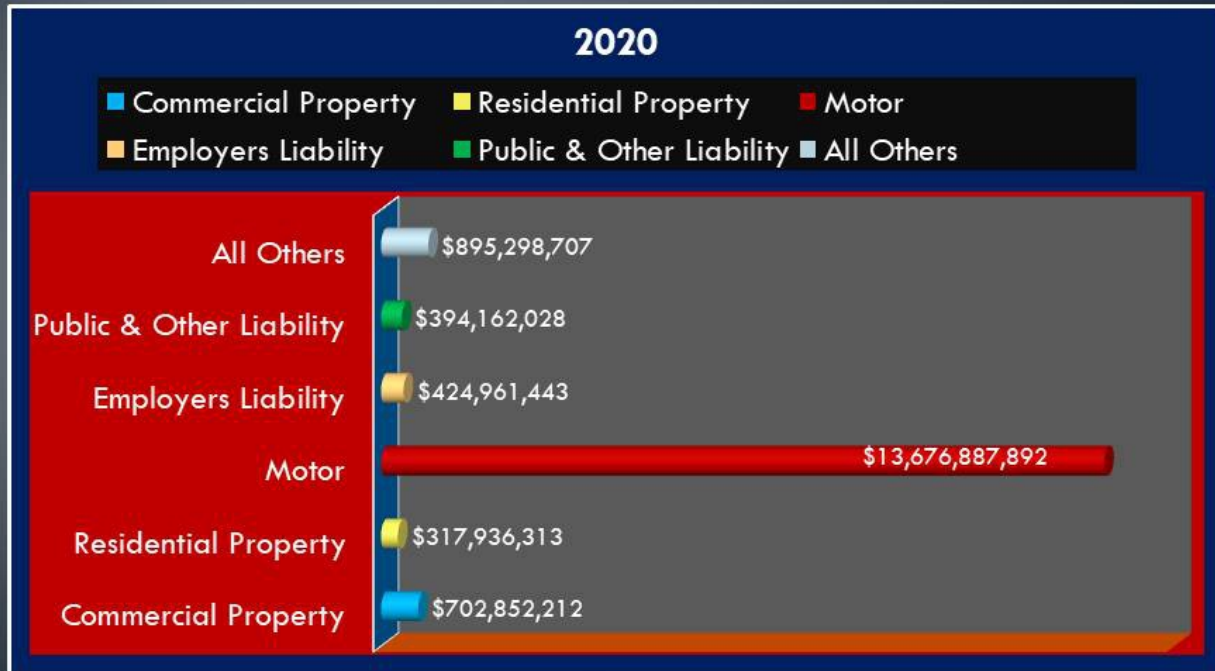 2020
Commercial Property Residential Property Motor
Employers Liability Public & Other Liability All Others
All Others $895,298,707
Public & Other Liability $394,162,028
Employers Liability $424,961,443
Motor $13,676,887,892
Residential Property $317,936,313
Commercial Property $702,852,212